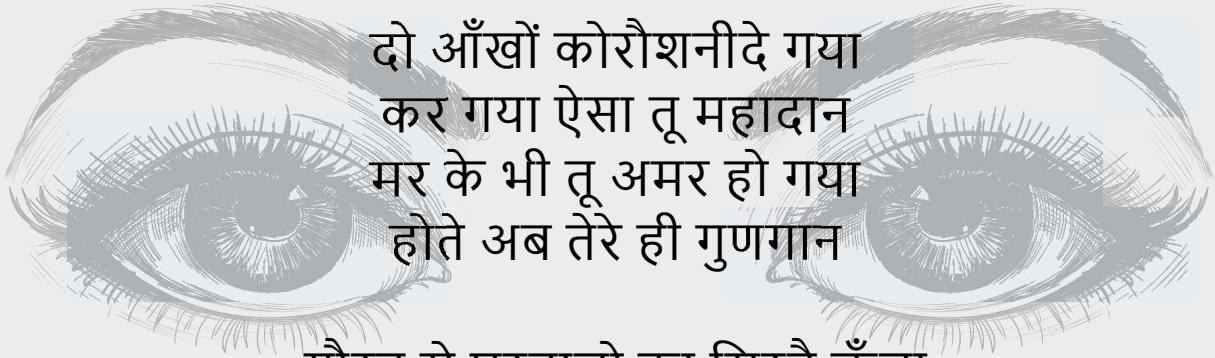 दो आँखों कोरौशनीदे गया
कर गया ऐसा तू महादान
मर के भी तू अमर हो गया
होते अब तेरे ही गुणगान